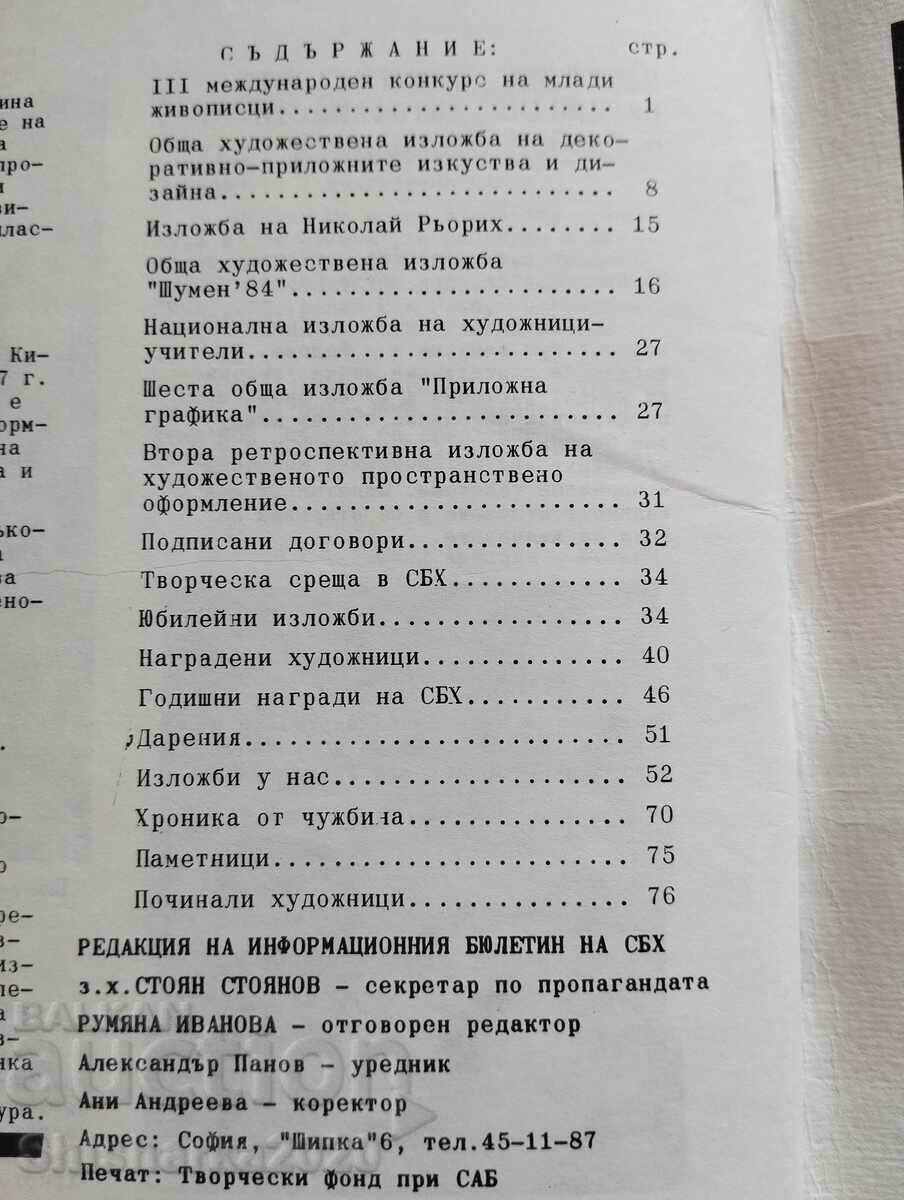 СЪДЪРЖАНИЕ: стр.
III международен конкурс на млади
живописци........................ 1
Обща художествена изложба на деко-
ративно-приложните изкуства и ди-
зайна............................. 8
Изложба на Николай Рьорих........ 15
Обща художествена изложба
"Шумен'84"....................... 16
Национална изложба на художници-
учители.......................... 27
Шеста обща изложба "Приложна
графика"......................... 27
Втора ретроспективна изложба на
художественото пространствено
оформление....................... 31
Подписани договори............... 32
Творческа среща в СБХ............ 34
Юбилейни изложби................. 34
Наградени художници.............. 40
Годишни награди на СБХ........... 46
Дарения.......................... 51
Изложби у нас.................... 52
Хроника от чужбина............... 70
Паметници........................ 75
Починали художници............... 76
РЕДАКЦИЯ НА ИНФОРМАЦИОННИЯ БЮЛЕТИН НА СБХ
з.х.СТОЯН СТОЯНОВ - секретар по пропагандата
РУМЯНА ИВАНОВА - отговорен редактор
Александър Панов - уредник
Ани Андреева - коректор
Адрес: София, "Шипка"6, тел.45-11-87
Печат: Творчески фонд при САБ
auction